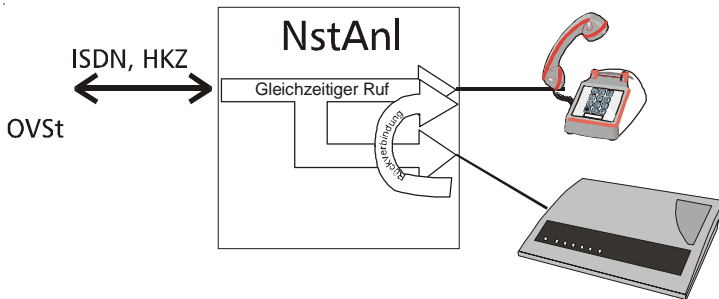 NstAnl
ISDN, HKZ
Gleichzeitiger Ruf
OVSt
Rückverbindung